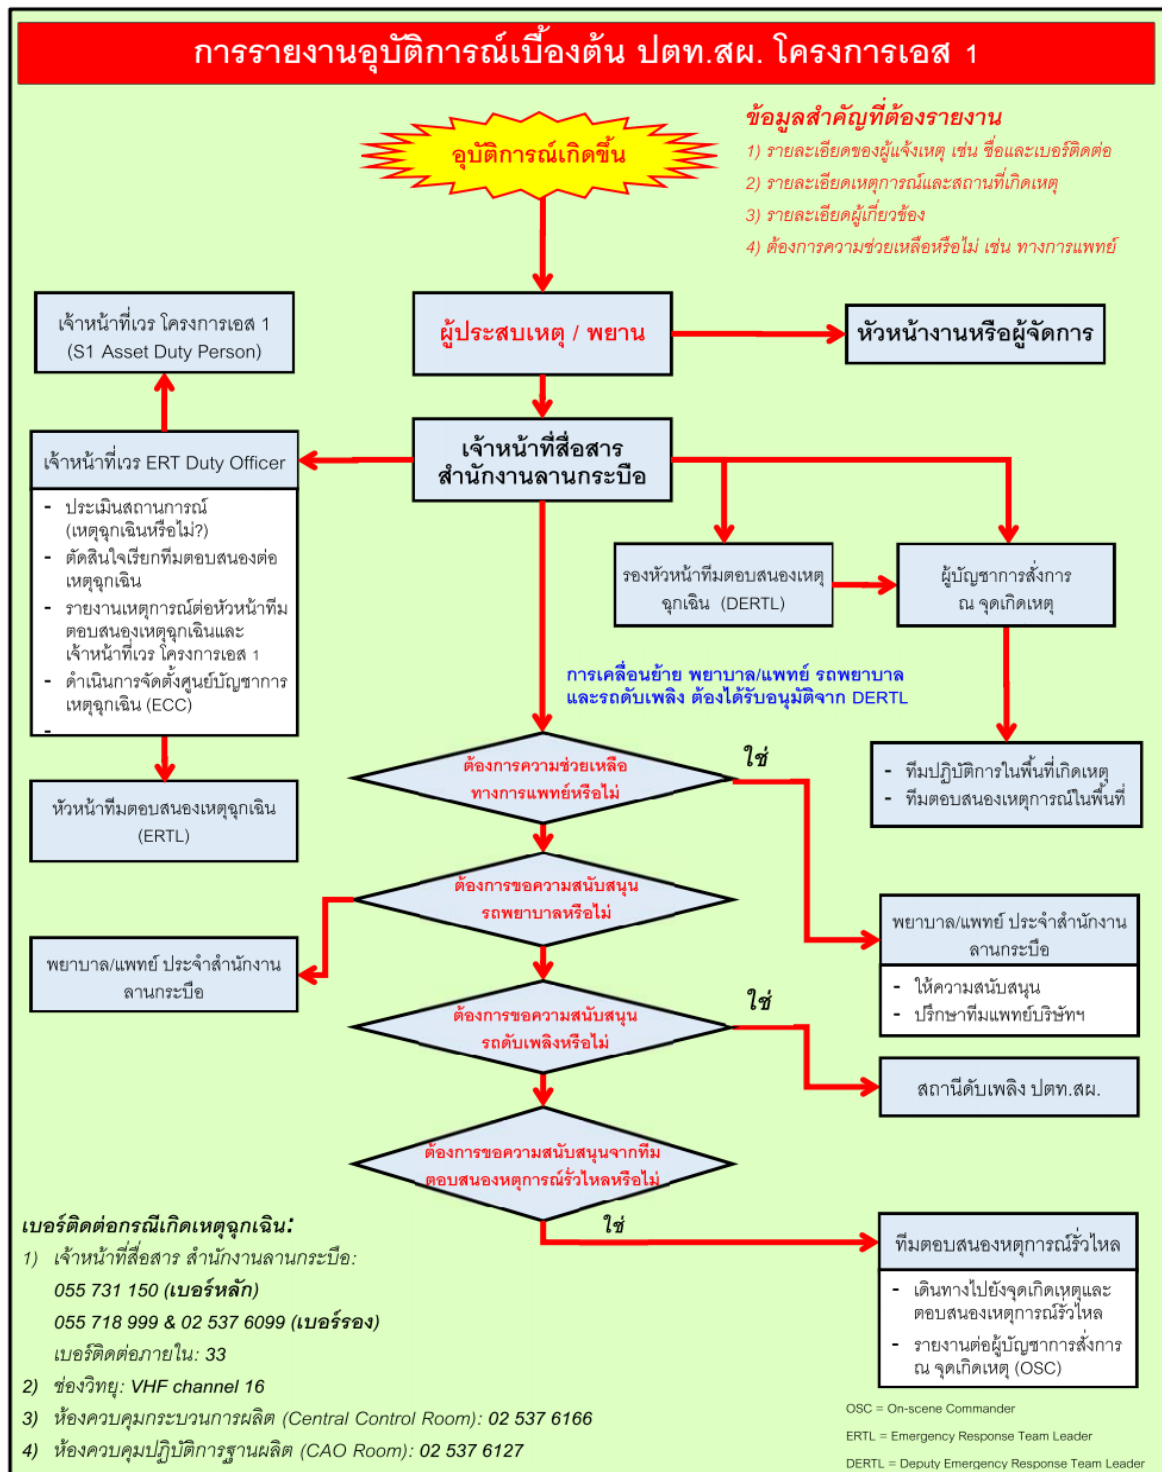 การรายงานอุบัติการณ์เบื้องต้น ปตท.สผ. โครงการเอส 1
อุบัติการณ์เกิดขึ้น
ข้อมูลสำคัญที่ต้องรายงาน
1) รายละเอียดของผู้แจ้งเหตุ เช่น ชื่อและเบอร์ติดต่อ
2) รายละเอียดเหตุการณ์และสถานที่เกิดเหตุ
3) รายละเอียดผู้เกี่ยวข้อง
4) ต้องการความช่วยเหลือหรือไม่ เช่น ทางการแพทย์
เจ้าหน้าที่เวร โครงการเอส 1
(S1 Asset Duty Person)
ผู้ประสบเหตุ / พยาน
หัวหน้างานหรือผู้จัดการ
เจ้าหน้าที่สื่อสาร
สำนักงานลานกระบือ
เจ้าหน้าที่เวร ERT Duty Officer
- ประเมินสถานการณ์
(เหตุฉุกเฉินหรือไม่?)
- ตัดสินใจเรียกทีมตอบสนองต่อ
เหตุฉุกเฉิน
- รายงานเหตุการณ์ต่อหัวหน้าทีม
ตอบสนองเหตุฉุกเฉินและ
เจ้าหน้าที่เวร โครงการเอส 1
- ดำเนินการจัดตั้งศูนย์บัญชาการ
เหตุฉุกเฉิน (ECC)
-
รองหัวหน้าทีมตอบสนองเหตุ
ฉุกเฉิน (DERTL)
ผู้บัญชาการสั่งการ
ณ จุดเกิดเหตุ
การเคลื่อนย้าย พยาบาล/แพทย์ รถพยาบาล
และรถดับเพลิง ต้องได้รับอนุมัติจาก DERTL
หัวหน้าทีมตอบสนองเหตุฉุกเฉิน
(ERTL)
ต้องการความช่วยเหลือ
ทางการแพทย์หรือไม่
ใช่
- ทีมปฏิบัติการในพื้นที่เกิดเหตุ
- ทีมตอบสนองเหตุการณ์ในพื้นที่
ต้องการขอความสนับสนุน
รถพยาบาลหรือไม่
พยาบาล/แพทย์ ประจำสำนักงาน
ลานกระบือ
พยาบาล/แพทย์ ประจำสำนักงาน
ลานกระบือ
- ให้ความสนับสนุน
- ปรึกษาทีมแพทย์บริษัทฯ
ต้องการขอความสนับสนุน
รถดับเพลิงหรือไม่
ใช่
สถานีดับเพลิง ปตท.สผ.
ต้องการขอความสนับสนุนจากทีม
ตอบสนองหตุการณ์รั่วไหลหรือไม่
ใช่
ทีมตอบสนองหตุการณ์รั่วไหล
- เดินทางไปยังจุดเกิดเหตุและ
ตอบสนองเหตุการณ์รั่วไหล
- รายงานต่อผู้บัญชาการสั่งการ
ณ จุดเกิดเหตุ (OSC)
เบอร์ติดต่อกรณีเกิดเหตุฉุกเฉิน:
1) เจ้าหน้าที่สื่อสาร สำนักงานลานกระบือ:
055 731 150 (เบอร์หลัก)
055 718 999 & 02 537 6099 (เบอร์รอง)
เบอร์ติดต่อภายใน: 33
2) ช่องวิทยุ: VHF channel 16
3) ห้องควบคุมกระบวนการผลิต (Central Control Room): 02 537 6166
4) ห้องควบคุมปฏิบัติการฐานผลิต (CAO Room): 02 537 6127
OSC = On-scene Commander
ERTL = Emergency Response Team Leader
DERTL = Deputy Emergency Response Team Leader